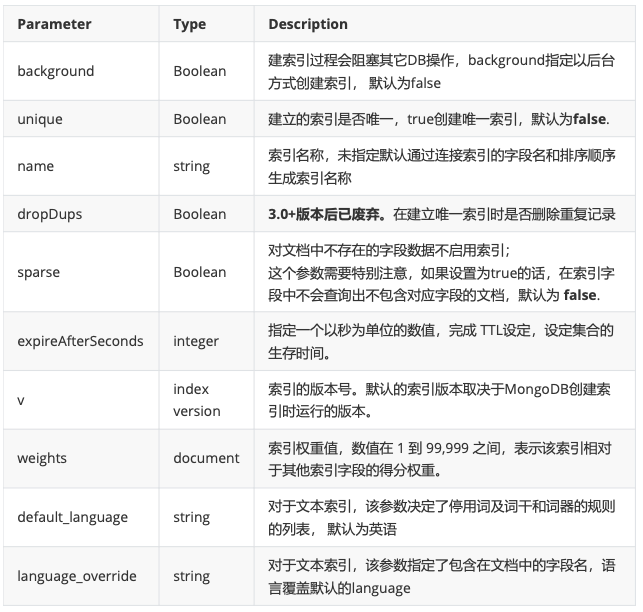 Parameter Type Description
background Boolean 建索引过程会阻塞其它DB操作，background指定以后台
方式创建索引， 默认为false
unique Boolean 建立的索引是否唯一，true创建唯一索引，默认为false.
name string 索引名称，未指定默认通过连接索引的字段名和排序顺序
生成索引名称
dropDups Boolean 3.0+版本后已废弃。在建立唯一索引时是否删除重复记录
对文档中不存在的字段数据不启用索引；
sparse Boolean 这个参数需要特别注意，如果设置为true的话，在索引字
段中不会查询出不包含对应字段的文档，默认为 false.
expireAfterSeconds integer 指定一个以秒为单位的数值，完成 TTL设定，设定集合的
生存时间。
v index version 索引的版本号。默认的索引版本取决于MongoDB创建索
引时运行的版本。
weights document 索引权重值，数值在 1 到 99,999 之间，表示该索引相对
于其他索引字段的得分权重。
default_language string 对于文本索引，该参数决定了停用词及词干和词器的规则
的列表， 默认为英语
language_override string 对于文本索引，该参数指定了包含在文档中的字段名，语
言覆盖默认的language